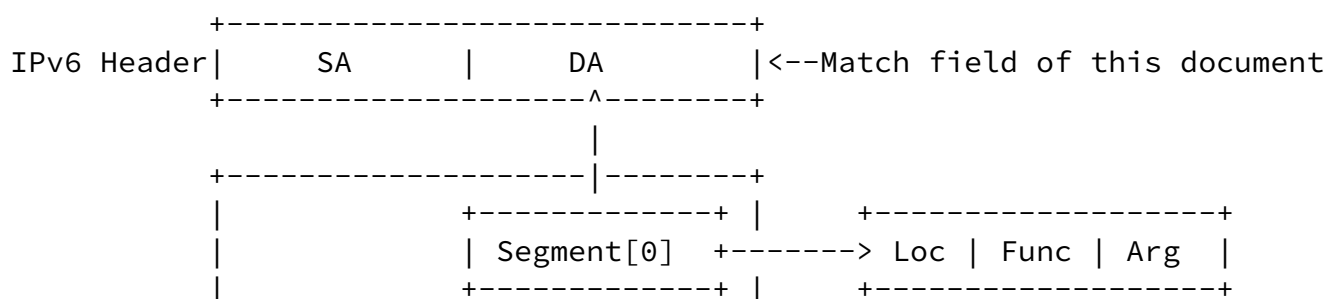 +-----------------------------+
IPv6 Header|     SA       |     DA       |<--Match field of this document
            +--------------------^--------+
                                 |
            +--------------------|--------+
            |             +-------------+ |     +-------------------+
            |             | Segment[0]  +-------> Loc | Func | Arg  |
            |             +-------------+ |     +-------------------+